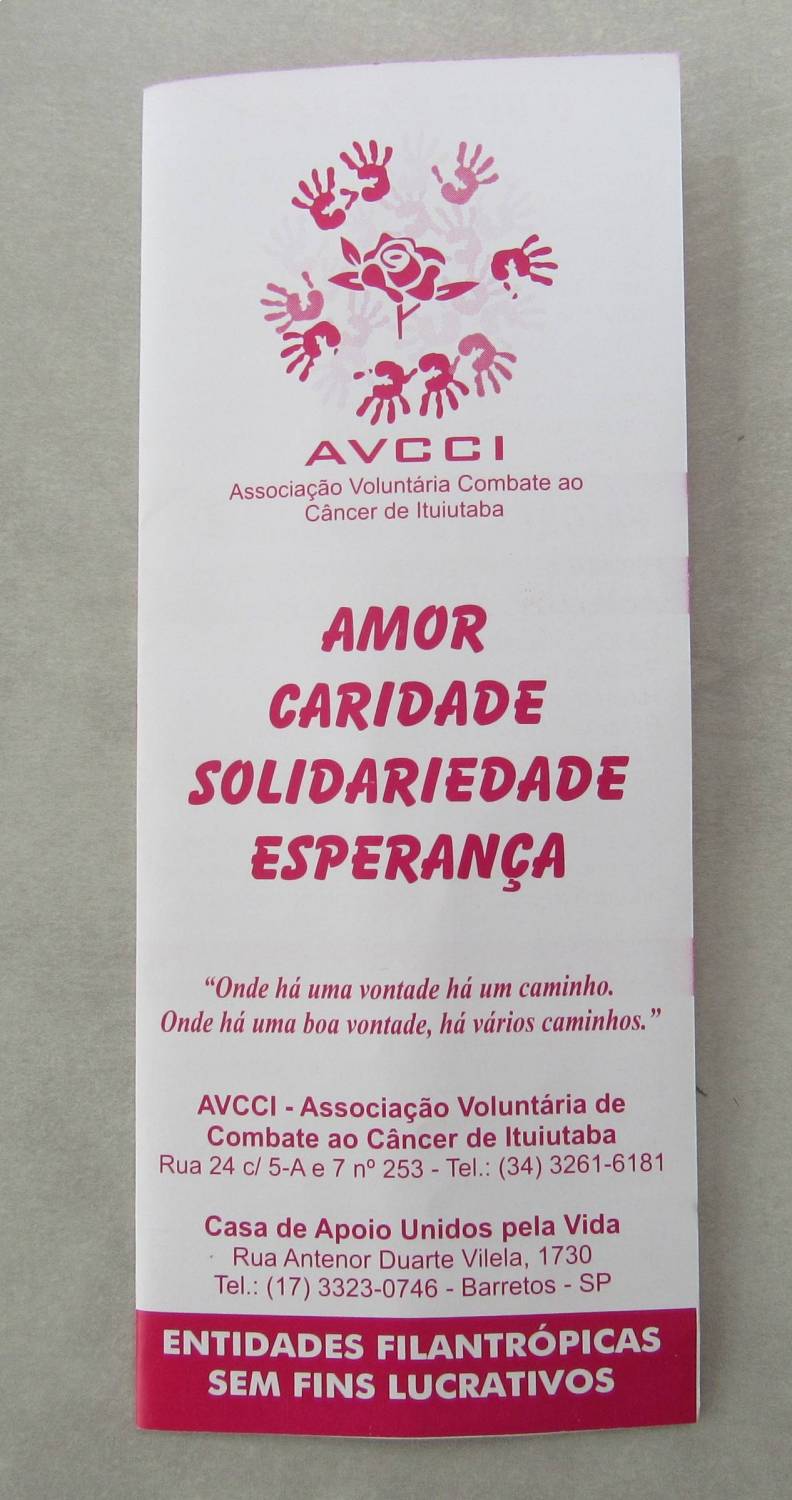 AVCCI
Associação Voluntária Combate ao
Câncer de Ituiutaba
AMOR
CARIDADE
SOLIDARIEDADE
ESPERANÇA
“Onde há uma vontade há um caminho.
Onde há uma boa vontade, há vários caminhos.”
AVCCI - Associação Voluntária de
Combate ao Câncer de Ituiutaba
Rua 24 c/ 5-A e 7 nº 253 - Tel.: (34) 3261-6181
Casa de Apoio Unidos pela Vida
Rua Antenor Duarte Vilela, 1730
Tel.: (17) 3323-0746 - Barretos - SP
ENTIDADES FILANTRÓPICAS
SEM FINS LUCRATIVOS